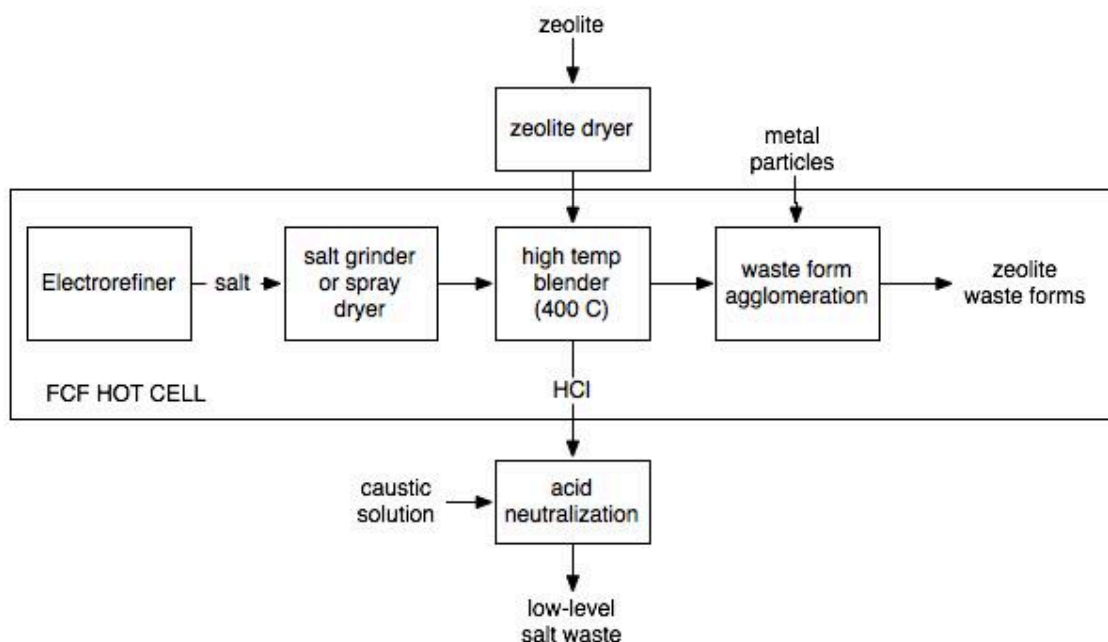 zeolite
zeolite dryer
metal
particles
Electrorefiner
salt
salt grinder
or spray
dryer
high temp
blender
(400 C)
waste form
agglomeration
zeolite
waste forms
FCF HOT CELL
HCl
caustic
solution
acid
neutralization
low-level
salt waste